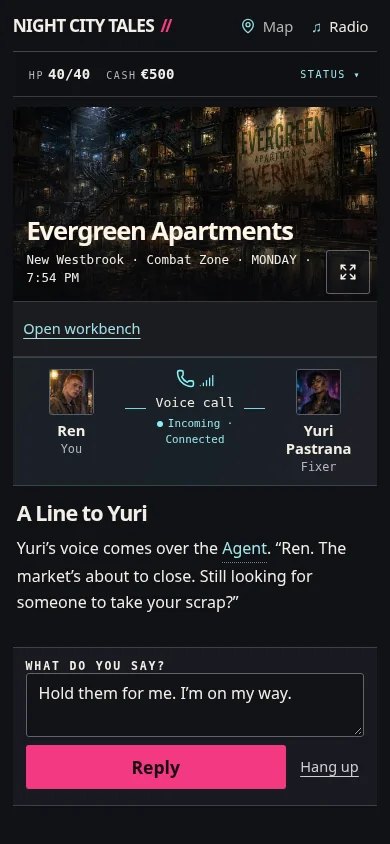 NIGHT CITY TALES //
Map
Radio
HP 40/40 CASH €500
STATUS ▾
EVERGREEN
APARTMENTS
EVERWILT
Evergreen Apartments
New Westbrook · Combat Zone · MONDAY ·
7:54 PM
Open workbench
Ren
You
Voice call
Incoming ·
Connected
Yuri
Pastrana
Fixer
A Line to Yuri
Yuri’s voice comes over the Agent. “Ren. The
market’s about to close. Still looking for
someone to take your scrap?”
WHAT DO YOU SAY?
Hold them for me. I’m on my way.
Reply
Hang up